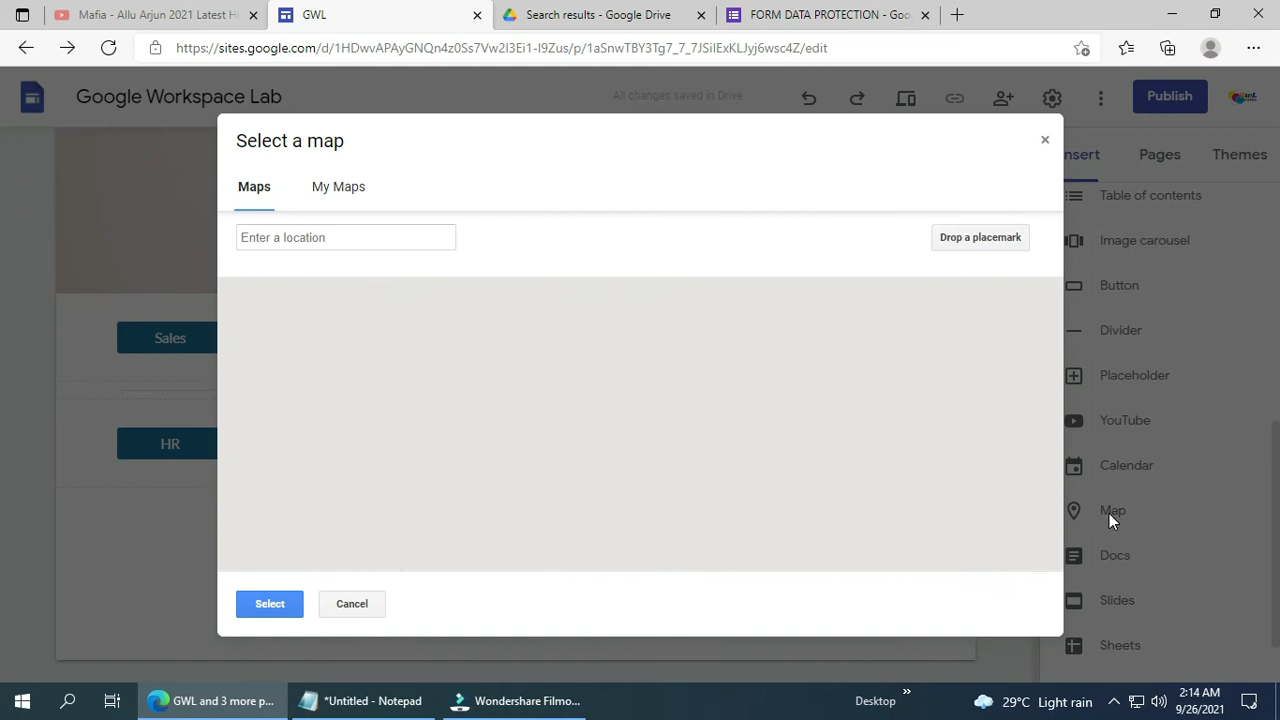 Mafia - Allu Arjun 2021 Latest H
GWL
Search results - Google Drive
FORM DATA PROTECTION - Goo
https://sites.google.com/d/1HDwvAPAyGNQn4z0Ss7Vw2I3Ei1-I9Zus/p/1aSnwTBY3Tg7_7_7JSilExKLJyj6wsc4Z/edit
Google Workspace Lab
All changes saved in Drive
Publish
Select a map
Insert
Pages
Themes
Maps
My Maps
Table of contents
Enter a location
Drop a placemark
Image carousel
Button
Divider
Sales
Placeholder
YouTube
HR
Calendar
Map
Docs
Select
Cancel
Slides
Sheets
GWL and 3 more p...
*Untitled - Notepad
Wondershare Filmo...
Desktop
29°C Light rain
2:14 AM
9/26/2021